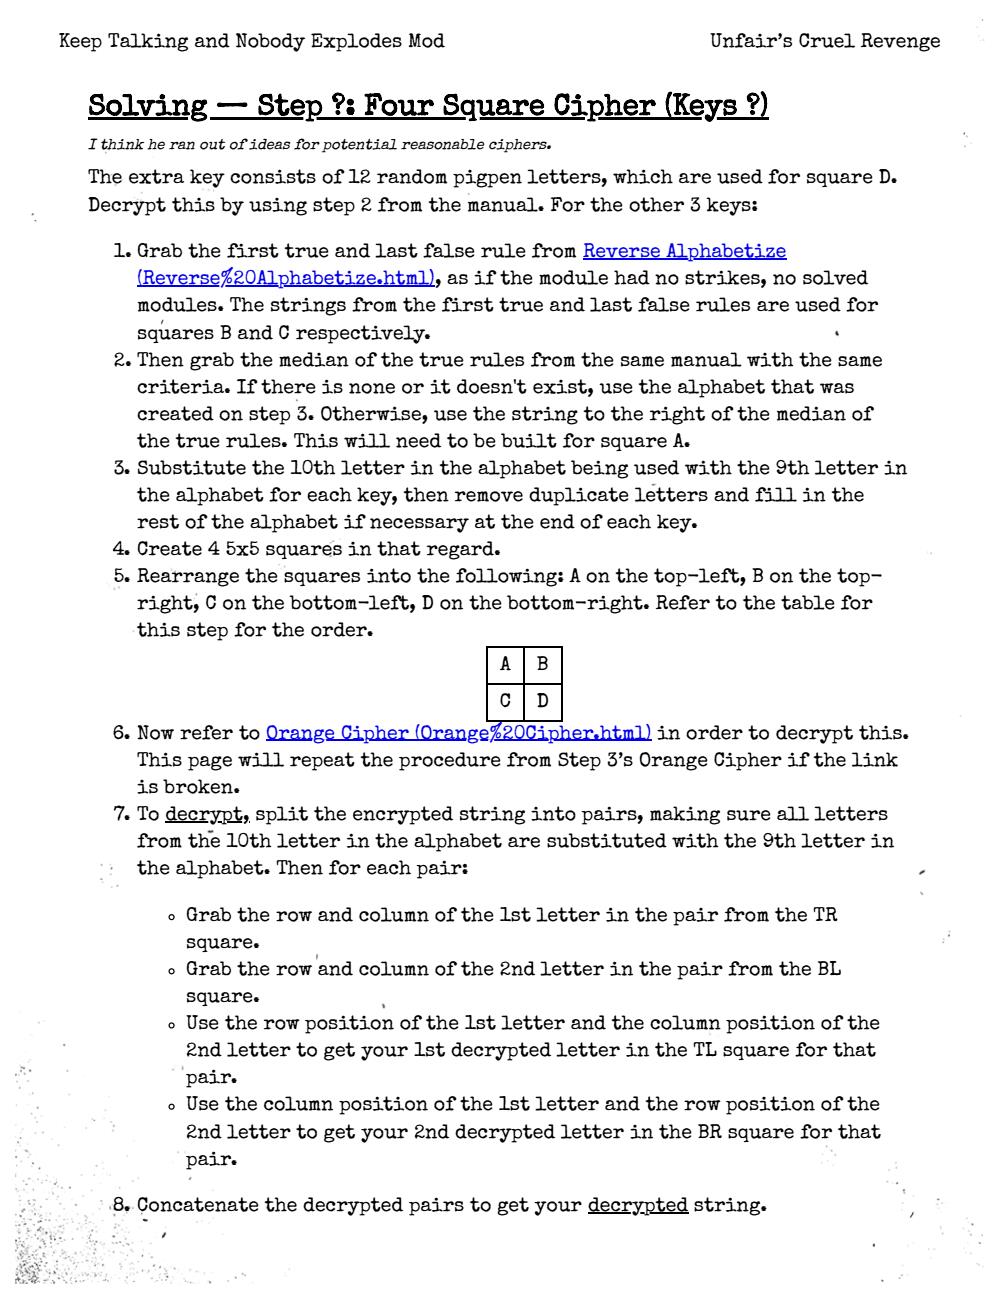 Keep Talking and Nobody Explodes Mod Unfair's Cruel Revenge
Solving — Step ?: Four Square Cipher (Keys ?)
I think he ran out of ideas for potential reasonable ciphers.
The extra key consists of 12 random pigpen letters, which are used for square D.
Decrypt this by using step 2 from the manual. For the other 3 keys:
1. Grab the first true and last false rule from Reverse Alphabetize
(Reverse%20Alphabetize.html), as if the module had no strikes, no solved
modules. The strings from the first true and last false rules are used for
squares B and C respectively.
2. Then grab the median of the true rules from the same manual with the same
criteria. If there is none or it doesn't exist, use the alphabet that was
created on step 3. Otherwise, use the string to the right of the median of
the true rules. This will need to be built for square A.
3. Substitute the 10th letter in the alphabet being used with the 9th letter in
the alphabet for each key, then remove duplicate letters and fill in the
rest of the alphabet if necessary at the end of each key.
4. Create 4 5x5 squares in that regard.
5. Rearrange the squares into the following: A on the top-left, B on the top-
right, C on the bottom-left, D on the bottom-right. Refer to the table for
this step for the order.
A B
C D
6. Now refer to Orange Cipher (Orange%20Cipher.html) in order to decrypt this.
This page will repeat the procedure from Step 3's Orange Cipher if the link
is broken.
7. To decrypt, split the encrypted string into pairs, making sure all letters
from the 10th letter in the alphabet are substituted with the 9th letter in
the alphabet. Then for each pair:
◦ Grab the row and column of the 1st letter in the pair from the TR
square.
◦ Grab the row and column of the 2nd letter in the pair from the BL
square.
◦ Use the row position of the 1st letter and the column position of the
2nd letter to get your 1st decrypted letter in the TL square for that
pair.
◦ Use the column position of the 1st letter and the row position of the
2nd letter to get your 2nd decrypted letter in the BR square for that
pair.
8. Concatenate the decrypted pairs to get your decrypted string.